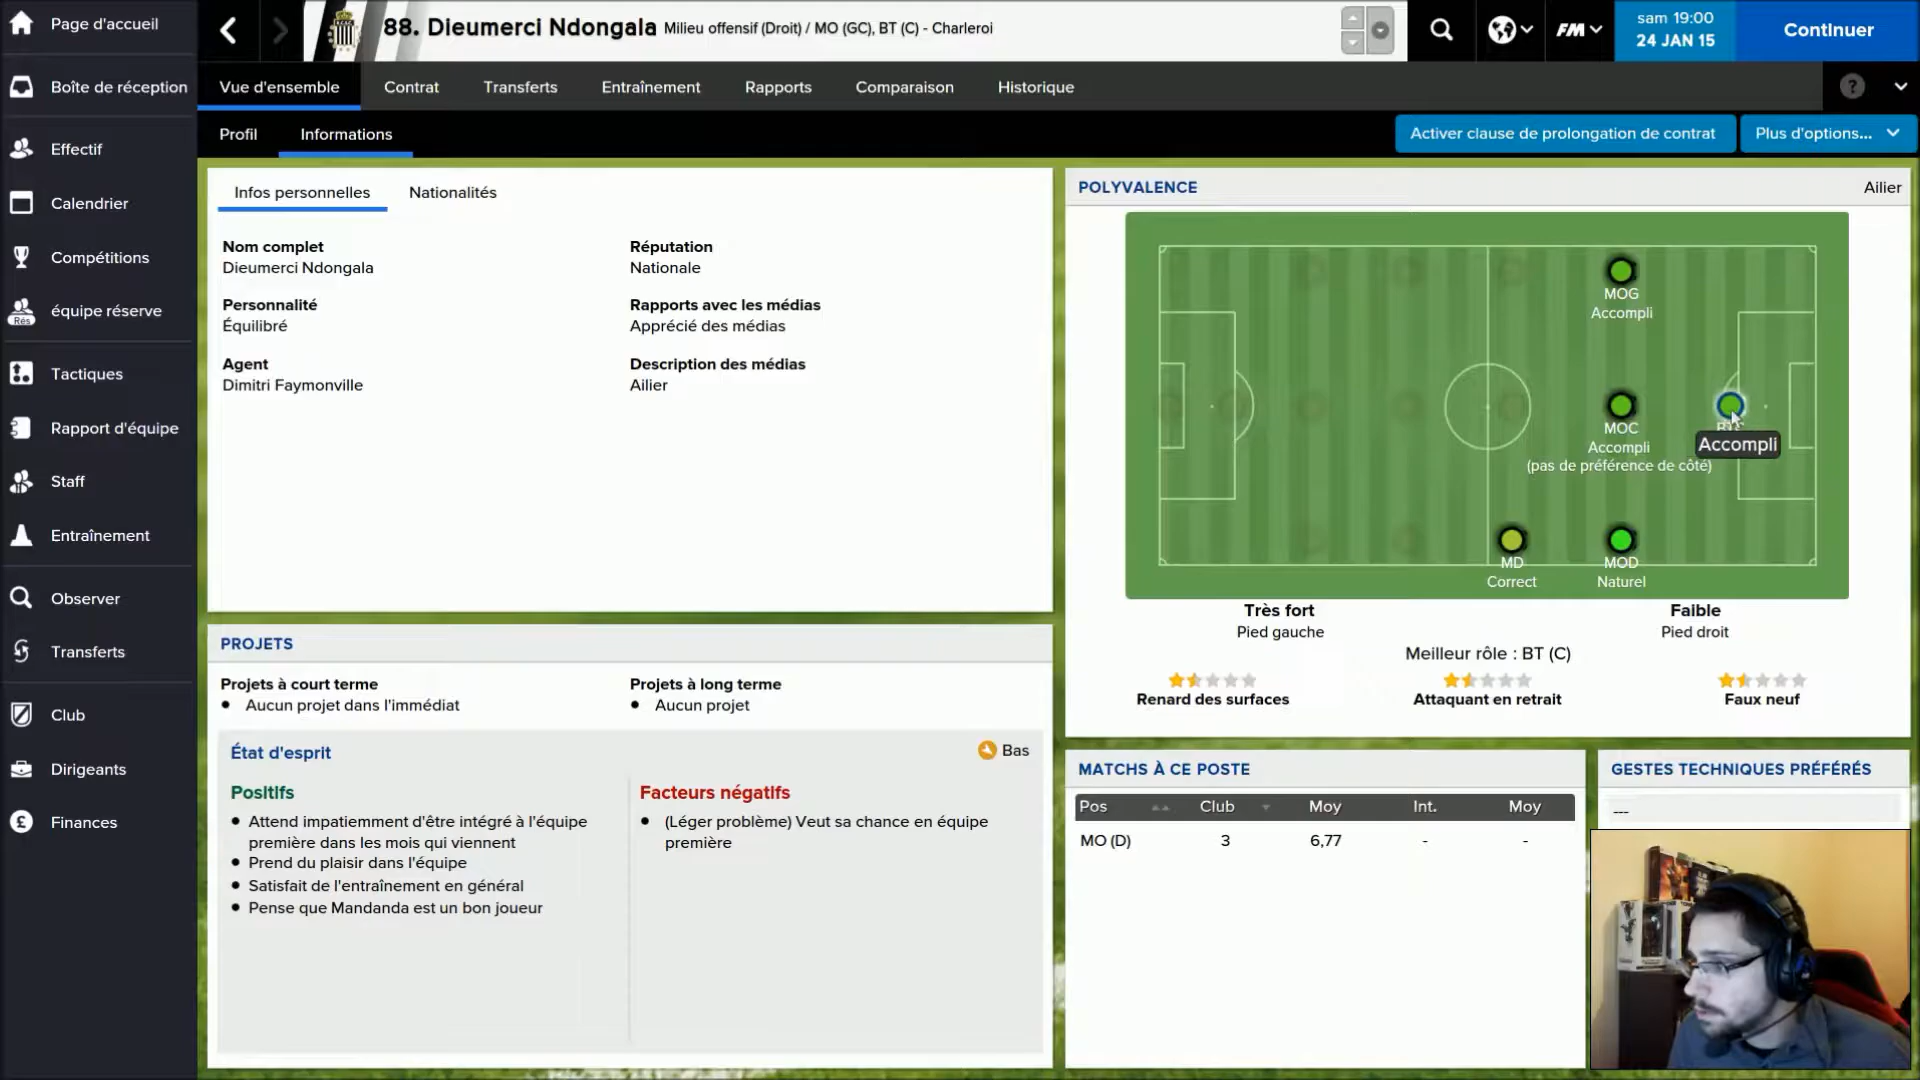 Page d'accueil
Boîte de réception
Effectif
Calendrier
Compétitions
Rés
équipe réserve
Tactiques
Rapport d'équipe
Staff
Entraînement
Observer
Transferts
Club
Dirigeants
Finances
88. Dieumerci Ndongala Milieu offensif (Droit) / MO (GC), BT (C) - Charleroi
FM
sam 19:00
24 JAN 15
Continuer
Vue d'ensemble Contrat Transferts Entraînement Rapports Comparaison Historique
?
Profil Informations
Activer clause de prolongation de contrat
Plus d'options...
Infos personnelles Nationalités
Nom complet
Dieumerci Ndongala
Réputation
Nationale
Personnalité
Équilibré
Rapports avec les médias
Apprécié des médias
Agent
Dimitri Faymonville
Description des médias
Ailier
POLYVALENCE Ailier
MOG
Accompli
MOC
Accompli
(pas de préférence de côté)
Accompli
MD
Correct
MOD
Naturel
Très fort
Pied gauche
Faible
Pied droit
Meilleur rôle : BT (C)
Renard des surfaces
Attaquant en retrait
Faux neuf
PROJETS
Projets à court terme
Aucun projet dans l'immédiat
Projets à long terme
Aucun projet
État d'esprit
Bas
Positifs
Attend impatiemment d'être intégré à l'équipe
première dans les mois qui viennent
Prend du plaisir dans l'équipe
Satisfait de l'entraînement en général
Pense que Mandanda est un bon joueur
Facteurs négatifs
(Léger problème) Veut sa chance en équipe
première
MATCHS À CE POSTE
Pos Club Moy Int. Moy
MO (D) 3 6,77 - -
GESTES TECHNIQUES PRÉFÉRÉS
---